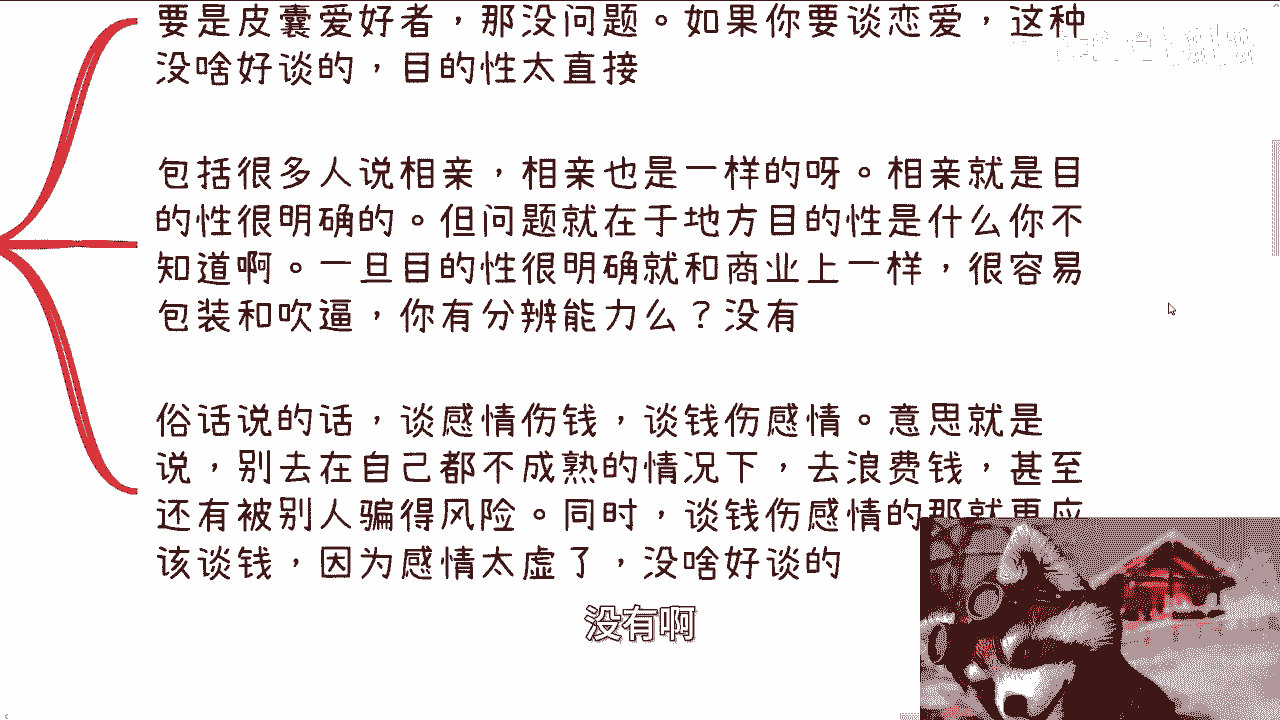 要是皮囊爱好者，那没问题。如果你要谈恋爱，这种
没啥好谈的，目的性太直接
包括很多人说相亲，相亲也是一样的呀。相亲就是目
的性很明确的。但问题就在于地方目的性是什么你不
知道啊。一旦目的性很明确就和商业上一样，很容易
包装和吹逼，你有分辨能力么？没有
俗话说的话，谈感情伤钱，谈钱伤感情。意思就是
说，别去在自己都不成熟的情况下，去浪费钱，甚至
还有被别人骗得风险。同时，谈钱伤感情的那就更应
该谈钱，因为感情太虚了，没啥好谈的
没有啊